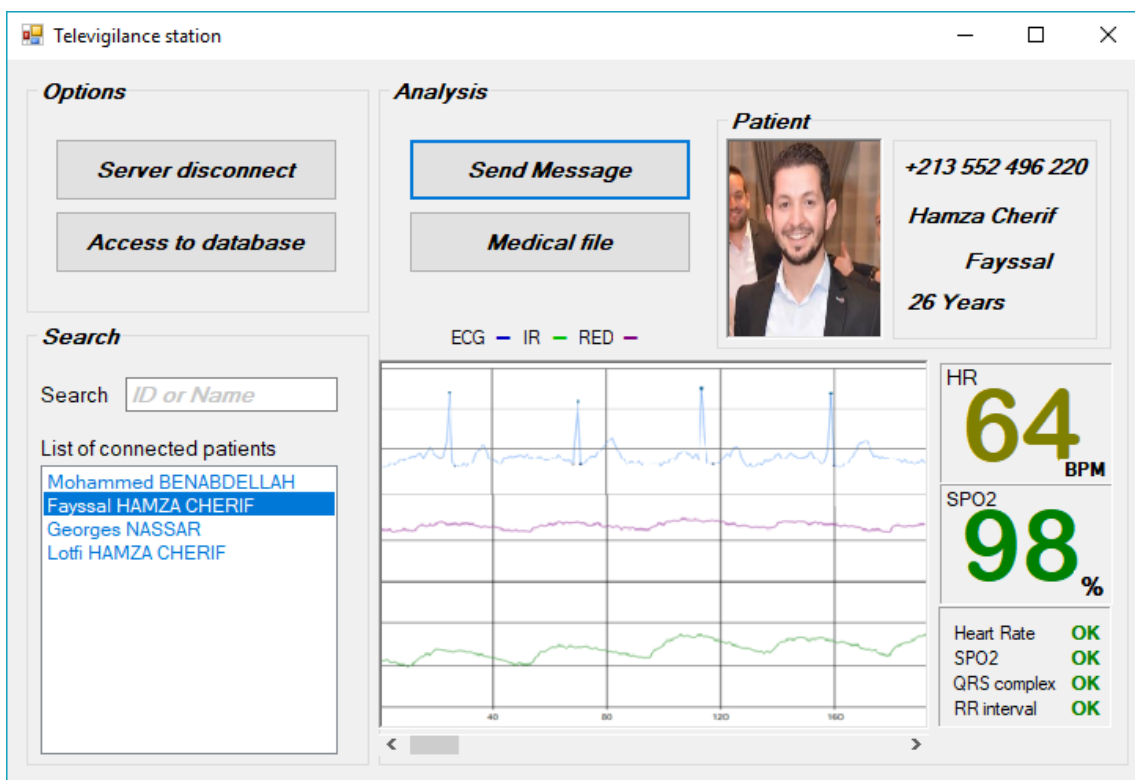 Televigilance station
Options
Server disconnect
Access to database
Search
Search ID or Name
List of connected patients
Mohammed BENABDELLAH
Fayssal HAMZA CHERIF
Georges NASSAR
Lotfi HAMZA CHERIF
Analysis
Send Message
Medical file
Patient
+213 552 496 220
Hamza Cherif
Fayssal
26 Years
ECG IR RED
40 80 120 160
HR
64
BPM
SPO2
98
%
Heart Rate OK
SPO2 OK
QRS complex OK
RR interval OK